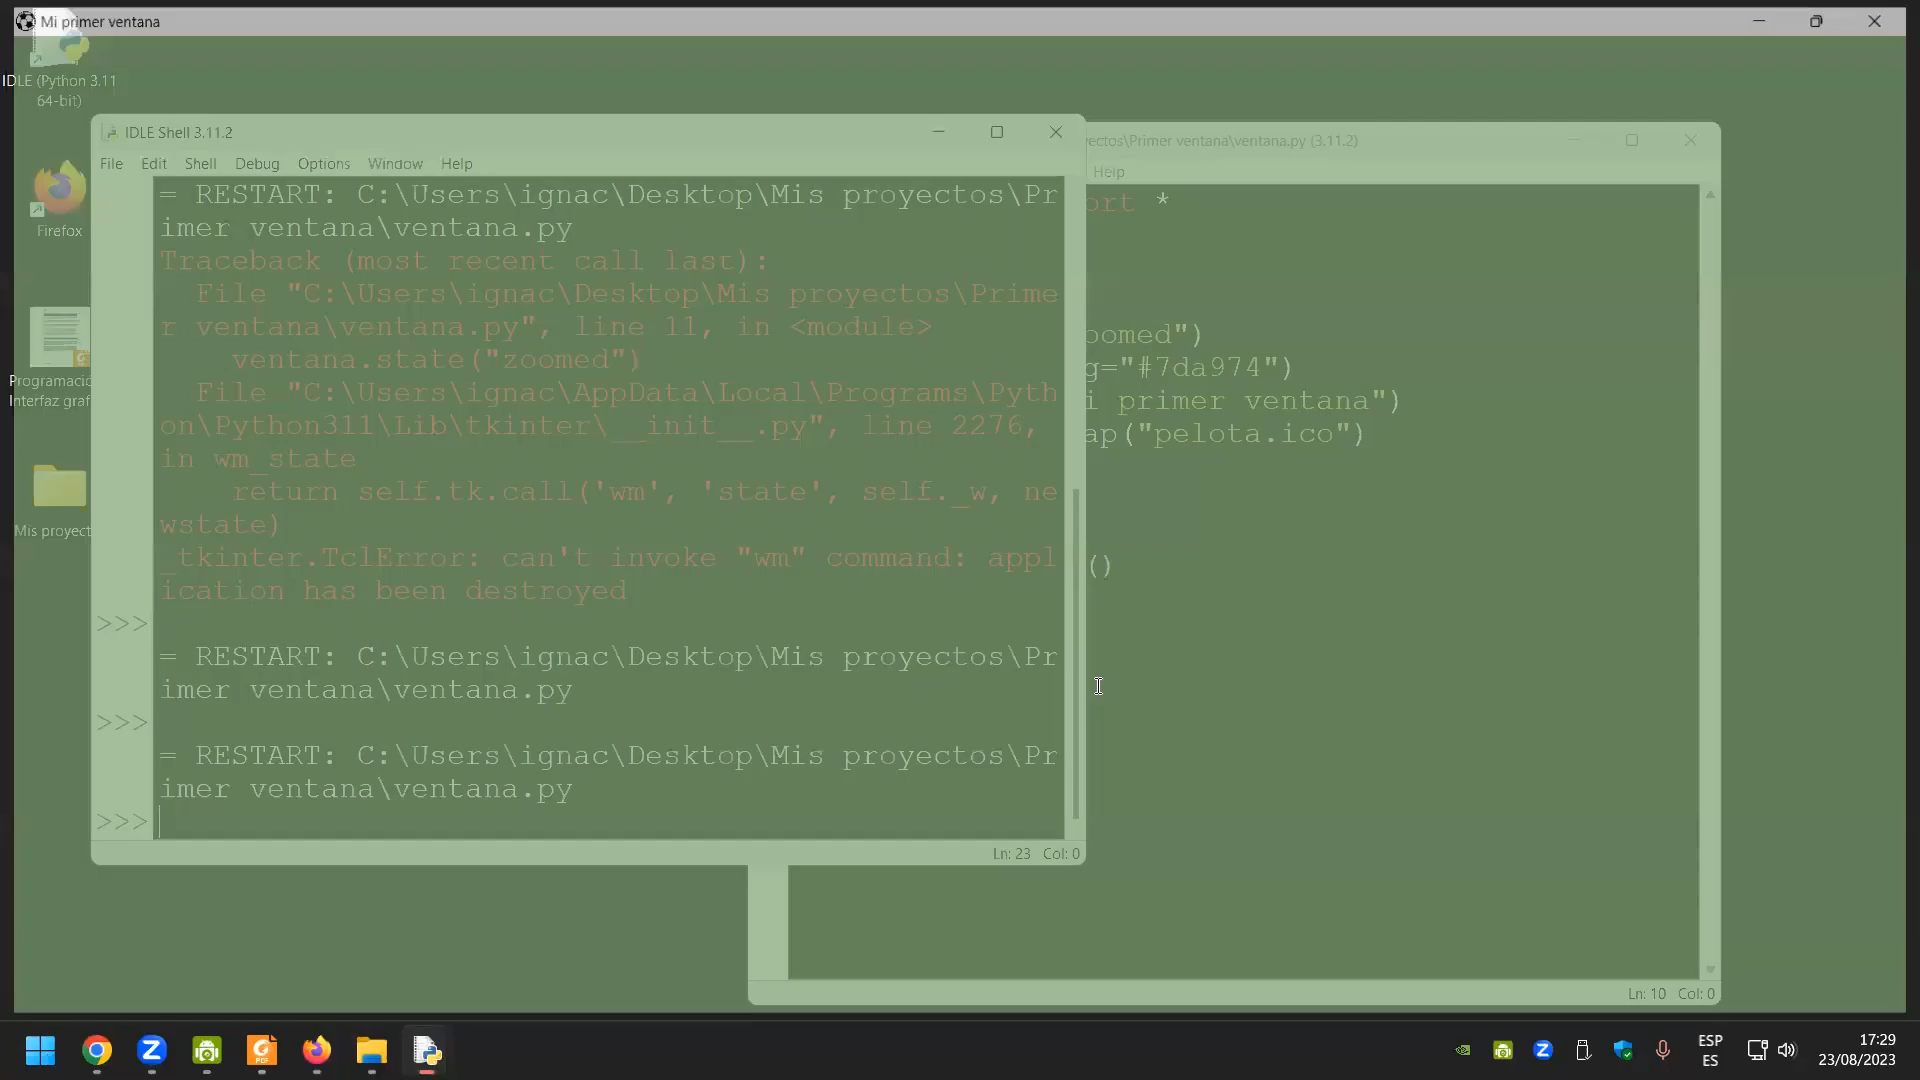 Mi primer ventana
IDLE (Python 3.11
64-bit)
Firefox
Programació
Interfaz graf
Mis proyect
IDLE Shell 3.11.2
File Edit Shell Debug Options Window Help
= RESTART: C:\Users\ignac\Desktop\Mis proyectos\Pr
imer ventana\ventana.py
Traceback (most recent call last):
File "C:\Users\ignac\Desktop\Mis proyectos\Prime
r ventana\ventana.py", line 11, in <module>
ventana.state("zoomed")
File "C:\Users\ignac\AppData\Local\Programs\Pyth
on\Python311\Lib\tkinter\__init__.py", line 2276,
in wm_state
return self.tk.call('wm', 'state', self._w, ne
wstate)
_tkinter.TclError: can't invoke "wm" command: appl
ication has been destroyed
>>>
= RESTART: C:\Users\ignac\Desktop\Mis proyectos\Pr
imer ventana\ventana.py
>>>
= RESTART: C:\Users\ignac\Desktop\Mis proyectos\Pr
imer ventana\ventana.py
>>>
Ln: 23 Col: 0
yectos\Primer ventana\ventana.py (3.11.2)
Help
ort *
oomed")
g="#7da974")
i primer ventana")
ap("pelota.ico")
()
Ln: 10 Col: 0
ESP
ES
17:29
23/08/2023